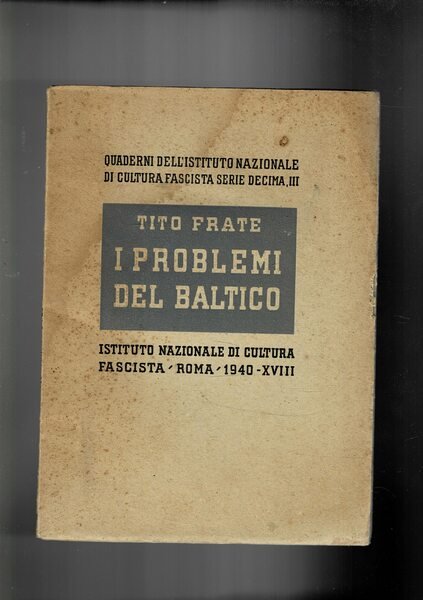 QUADERNI DELL'ISTITUTO NAZIONALE
DI CULTURA FASCISTA SERIE DECIMA, III
TITO FRATE
I PROBLEMI
DEL BALTICO
ISTITUTO NAZIONALE DI CULTURA
FASCISTA - ROMA - 1940-XVIII